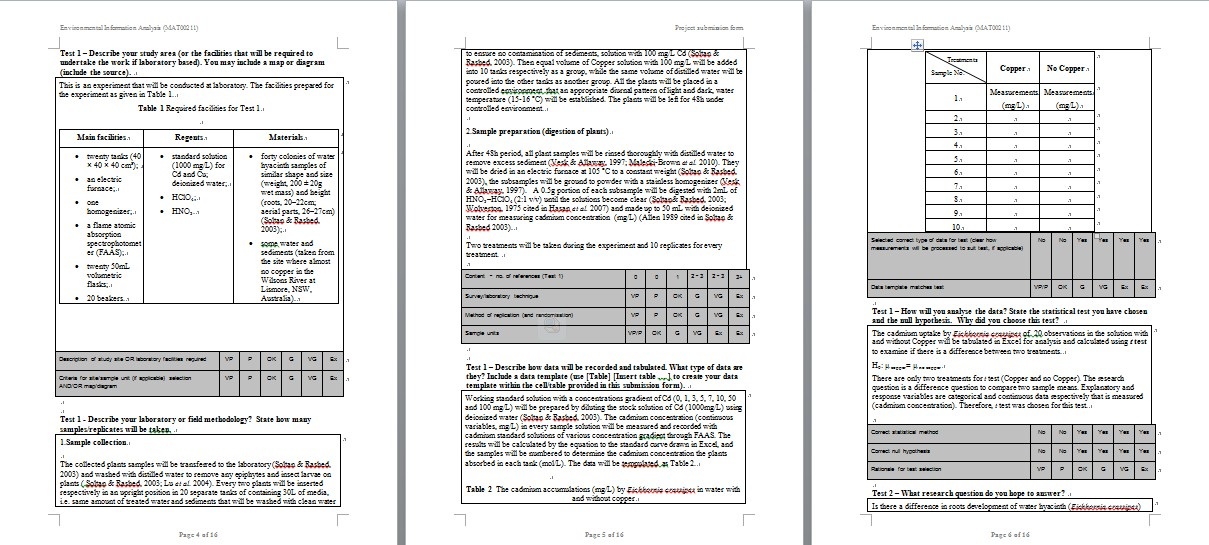 Environmental Information Analysis (MAT00211)
Test 1 – Describe your study area (or the facilities that will be required to
undertake the work if laboratory based). You may include a map or diagram
(include the source).
This is an experiment that will be conducted at laboratory. The facilities prepared for
the experiment as given in Table 1.
Table 1 Required facilities for Test 1.
Main facilities
Regents
Materials
• twenty tanks (40
× 40 × 40 cm³);
• an electric
furnace;
• one
homogenizer;
• a flame atomic
absorption
spectrophotomet
er (FAAS);
• twenty 50mL
volumetric
flasks;
• 20 beakers.
• standard solution
(1000 mg/L) for
Cd and Cu;
deionized water;
• HClO₄;
• HNO₃.
• forty colonies of water
hyacinth samples of
similar shape and size
(weight, 200 ± 20g
wet mass) and height
(roots, 20–22cm;
aerial parts, 26–27cm)
(Soltan & Rashed,
2003);
• some water and
sediments (taken from
the site where almost
no copper in the
Wilsons River at
Lismore, NSW,
Australia).
Description of study site OR laboratory facilities required VP P OK G VG Ex
Criteria for site/sample unit (if applicable) selection VP P OK G VG Ex
AND/OR map/diagram
Test 1 - Describe your laboratory or field methodology? State how many
samples/replicates will be taken.
1.Sample collection
The collected plants samples will be transferred to the laboratory (Soltan & Rashed,
2003) and washed with distilled water to remove any epiphytes and insect larvae on
plants (Soltan & Rashed, 2003; Lu et al. 2004). Every two plants will be inserted
respectively in an upright position in 20 separate tanks of containing 30L of media,
i.e. same amount of treated water and sediments that will be washed with clean water
Page 4 of 16
Project submission form
to ensure no contamination of sediments, solution with 100 mg/L Cd (Soltan &
Rashed, 2003). Then equal volume of Copper solution with 100 mg/L will be added
into 10 tanks respectively as a group, while the same volume of distilled water will be
poured into the other tasks as another group. All the plants will be placed in a
controlled environment, that an appropriate diurnal pattern of light and dark, water
temperature (15-16 °C) will be established. The plants will be left for 48h under
controlled environment.
2.Sample preparation (digestion of plants)
After 48h period, all plant samples will be rinsed thoroughly with distilled water to
remove excess sediment (Vesk & Allaway, 1997; Malecki-Brown et al. 2010). They
will be dried in an electric furnace at 105 °C to a constant weight (Soltan & Rashed,
2003), the subsamples will be ground to powder with a stainless homogenizer (Vesk
& Allaway, 1997). A 0.5g portion of each subsample will be digested with 2mL of
HNO₃–HClO₄ (2:1 v/v) until the solutions become clear (Soltan& Rashed, 2003;
Wolverton, 1975 cited in Hasan et al. 2007) and made up to 50 mL with deionized
water for measuring cadmium concentration (mg/L) (Allen 1989 cited in Soltan &
Rashed 2003).
Two treatments will be taken during the experiment and 10 replicates for every
treatment.
Content – no. of references (Test 1) 0 0 1 2 - 3 2 - 3 3+
Survey/laboratory technique VP P OK G VG Ex
Method of replication (and randomisation) VP P OK G VG Ex
Sample units VP/P OK G VG Ex Ex
Test 1 – Describe how data will be recorded and tabulated. What type of data are
they? Include a data template (use [Table] [Insert table …] to create your data
template within the cell/table provided in this submission form).
Working standard solution with a concentrations gradient of Cd (0, 1, 3, 5, 7, 10, 50
and 100 mg/L) will be prepared by diluting the stock solution of Cd (1000mg/L) using
deionized water (Soltan & Rashed, 2003). The cadmium concentration (continuous
variables, mg/L) in every sample solution will be measured and recorded with
cadmium standard solutions of various concentration gradient through FAAS. The
results will be calculated by the equation to the standard curve drawn in Excel, and
the samples will be numbered to determine the cadmium concentration the plants
absorbed in each tank (mol/L). The data will be tempulated as Table 2.
Table 2 The cadmium accumulations (mg/L) by Eichhornia crassipes in water with
and without copper
Page 5 of 16
Environmental Information Analysis (MAT00211)
Treatments
Sample No.
Copper
No Copper
1.
Measurements
(mg/L)
Measurements
(mg/L)
2.
3.
4.
5.
6.
7.
8.
9.
10.
Selected correct type of data for test (clear how No No Yes Yes Yes Yes
measurements will be processed to suit test, if applicable)
Data template matches test VP/P OK G VG Ex Ex
Test 1 – How will you analyse the data? State the statistical test you have chosen
and the null hypothesis. Why did you choose this test?
The cadmium uptake by Eichhornia crassipes of 20 observations in the solution with
and without Copper will be tabulated in Excel for analysis and calculated using t test
to examine if there is a difference between two treatments.
H₀: μ copper = μ no copper
There are only two treatments for t test (Copper and no Copper). The research
question is a difference question to compare two sample means. Explanatory and
response variables are categorical and continuous data respectively that is measured
(cadmium concentration). Therefore, t test was chosen for this test.
Correct statistical method No No Yes Yes Yes Yes
Correct null hypothesis No No Yes Yes Yes Yes
Rationale for test selection VP P OK G VG Ex
Test 2 – What research question do you hope to answer?
Is there a difference in roots development of water hyacinth (Eichhornia crassipes)
Page 6 of 16